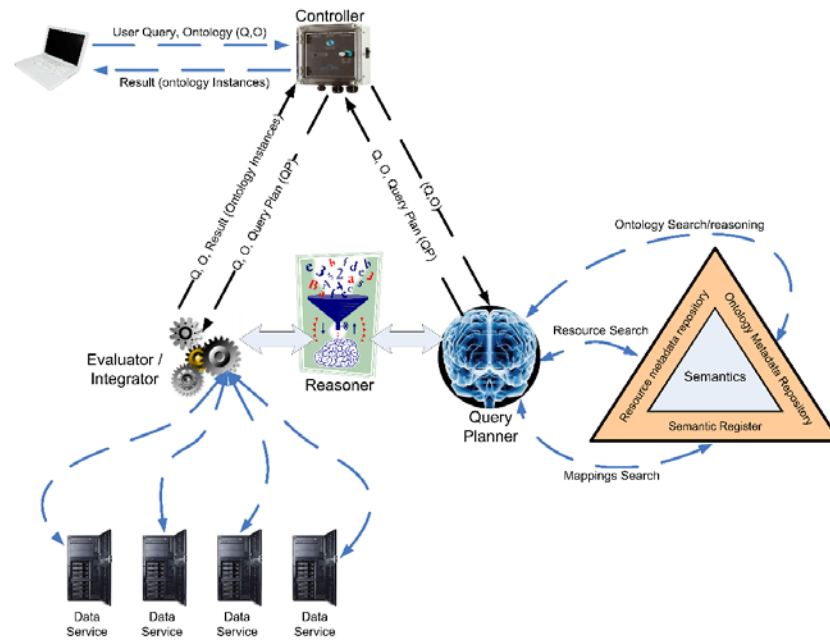 Controller
User Query, Ontology (Q,O)
Result (ontology Instances)
Q, O, Result (Ontology Instances)
Q, O, Query Plan (QP)
Q, O, Query Plan (QP)
(Q,O)
Ontology Search/reasoning
Resource Search
Resource metadata repository
Ontology Metadata Repository
Semantics
Semantic Register
Mappings Search
Evaluator /
Integrator
Reasoner
Query
Planner
Data
Service
Data
Service
Data
Service
Data
Service